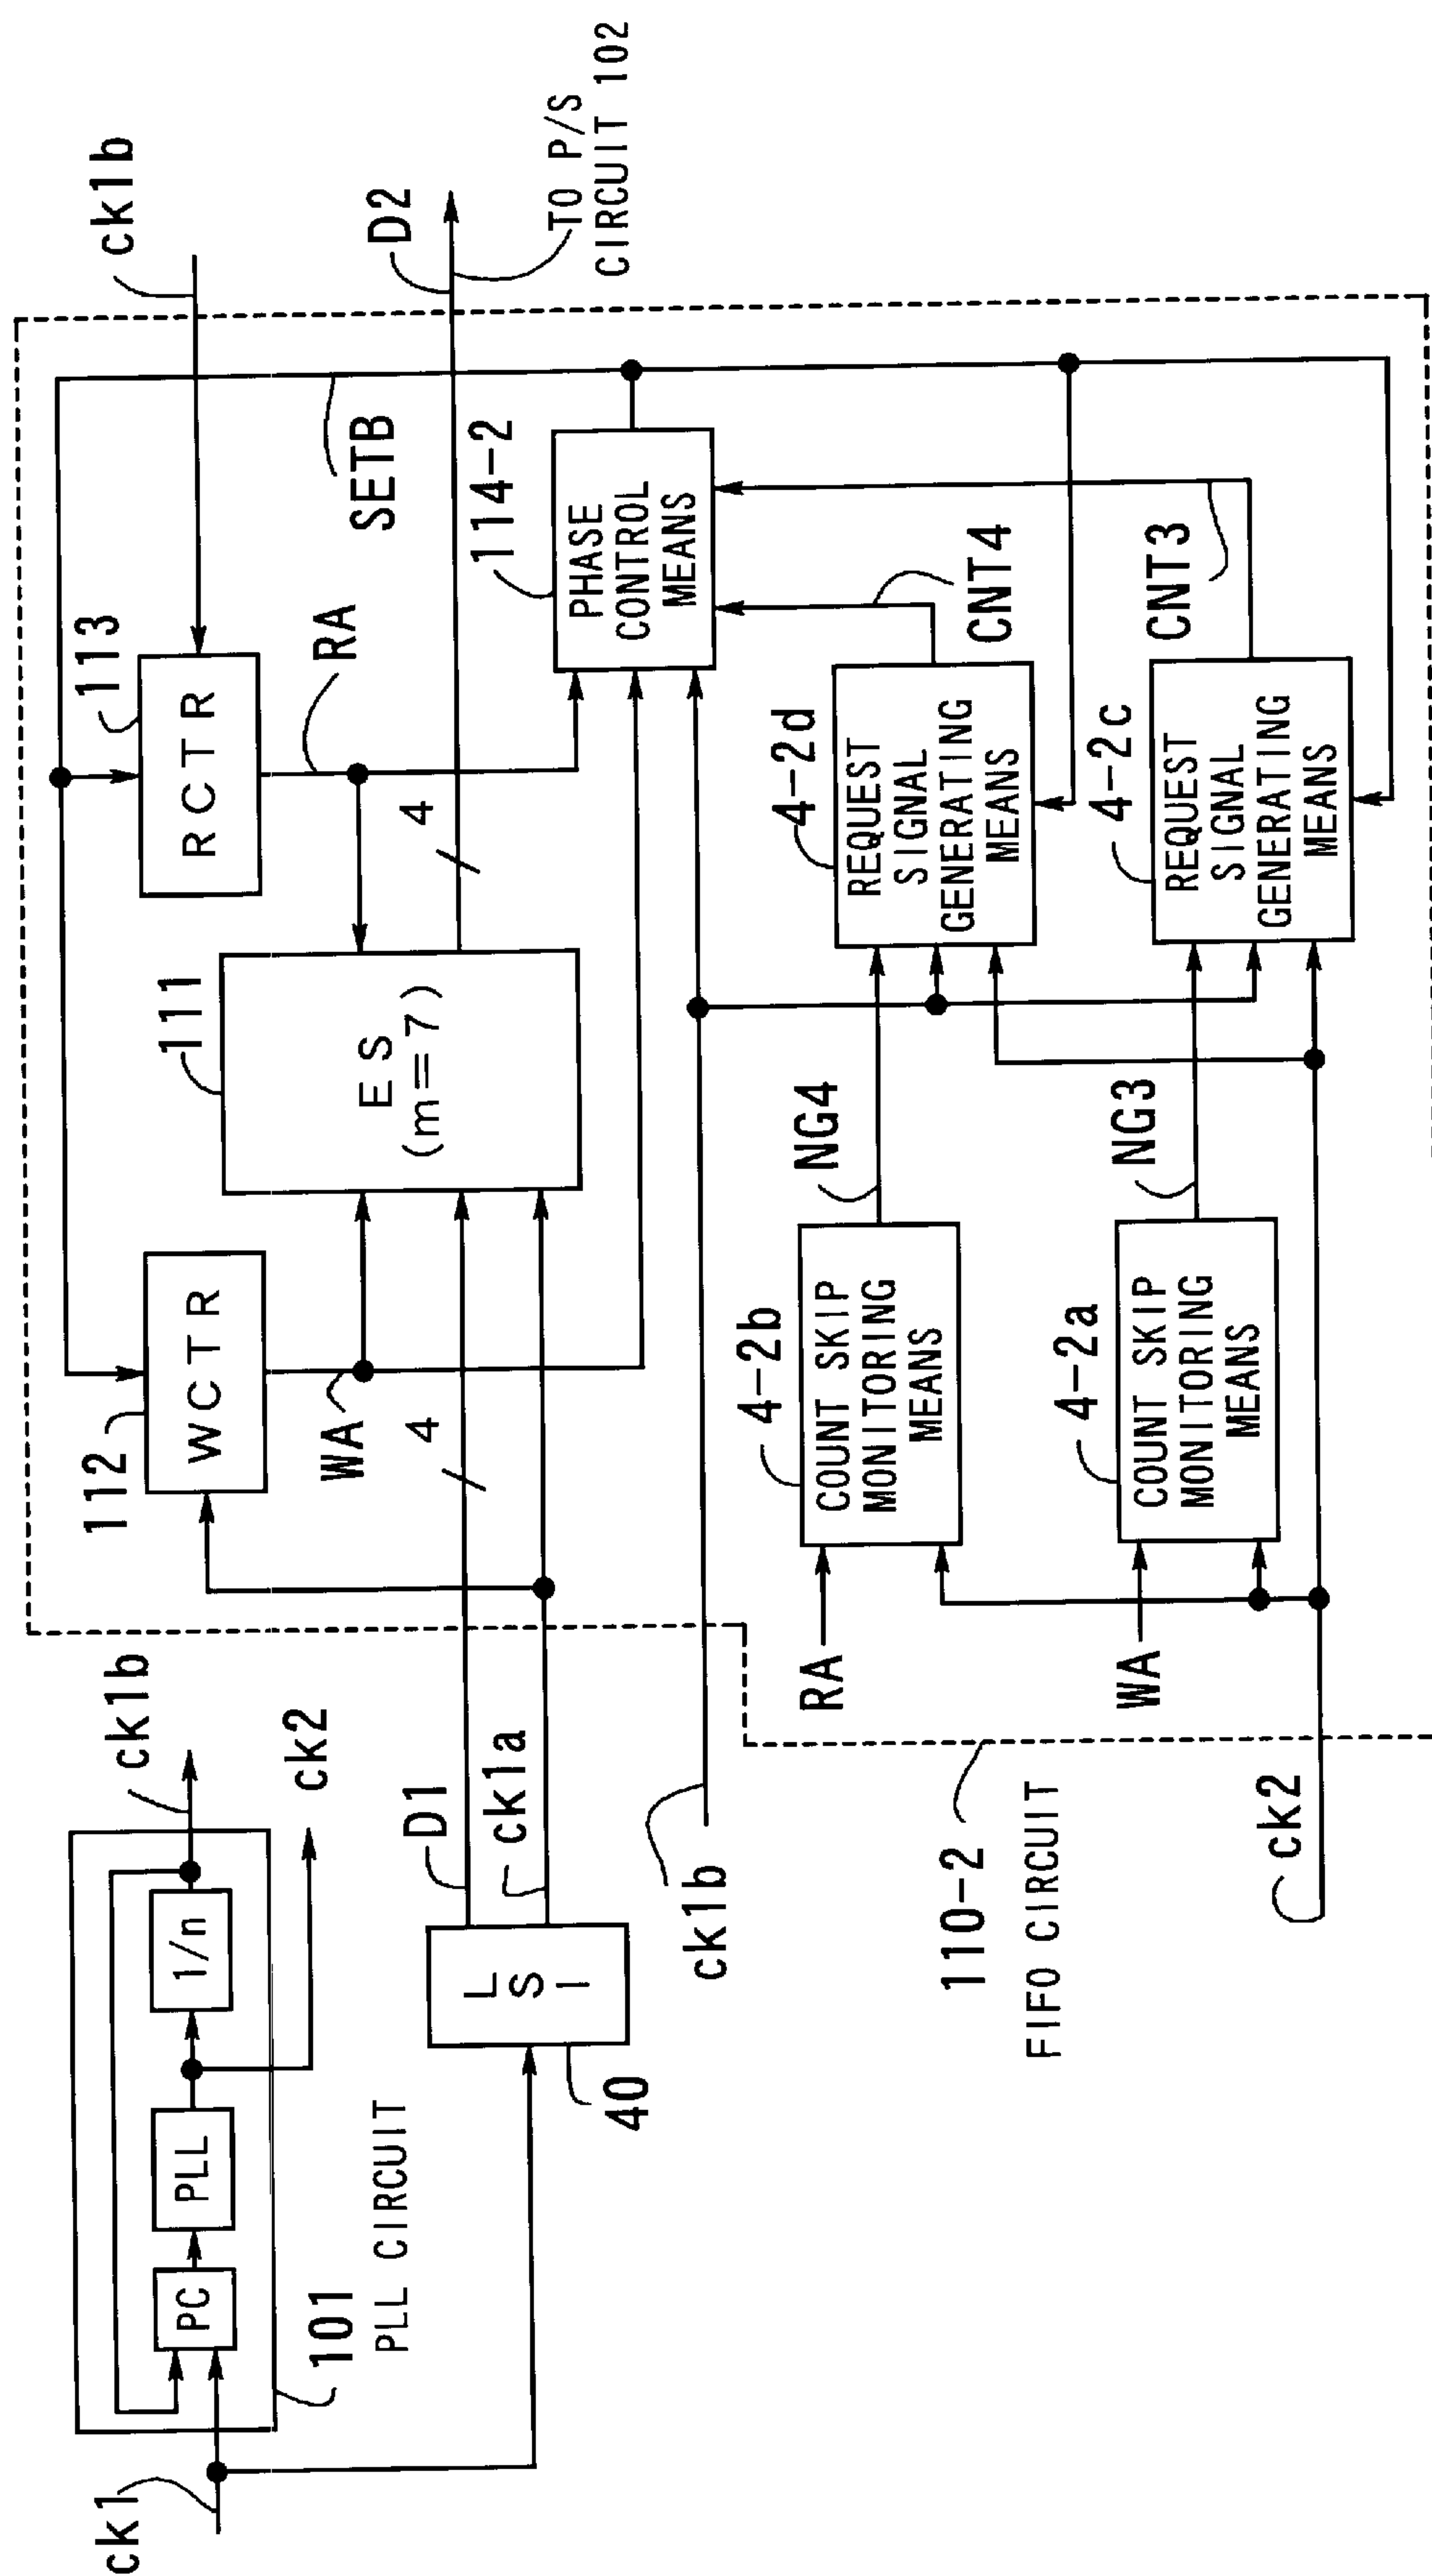 ck1
PC
PLL
1/n
ck1b
ck2
101
PLL CIRCUIT
40
L
S
I
D1
ck1a
ck1b
110-2
FIFO CIRCUIT
ck2
112
WCTR
WA
4
111
ES
(m=7)
113
RCTR
RA
4
ck1b
SETB
D2
TO P/S
CIRCUIT 102
114-2
PHASE
CONTROL
MEANS
RA
4-2b
COUNT SKIP
MONITORING
MEANS
NG4
4-2d
REQUEST
SIGNAL
GENERATING
MEANS
CNT4
WA
4-2a
COUNT SKIP
MONITORING
MEANS
NG3
4-2c
REQUEST
SIGNAL
GENERATING
MEANS
CNT3